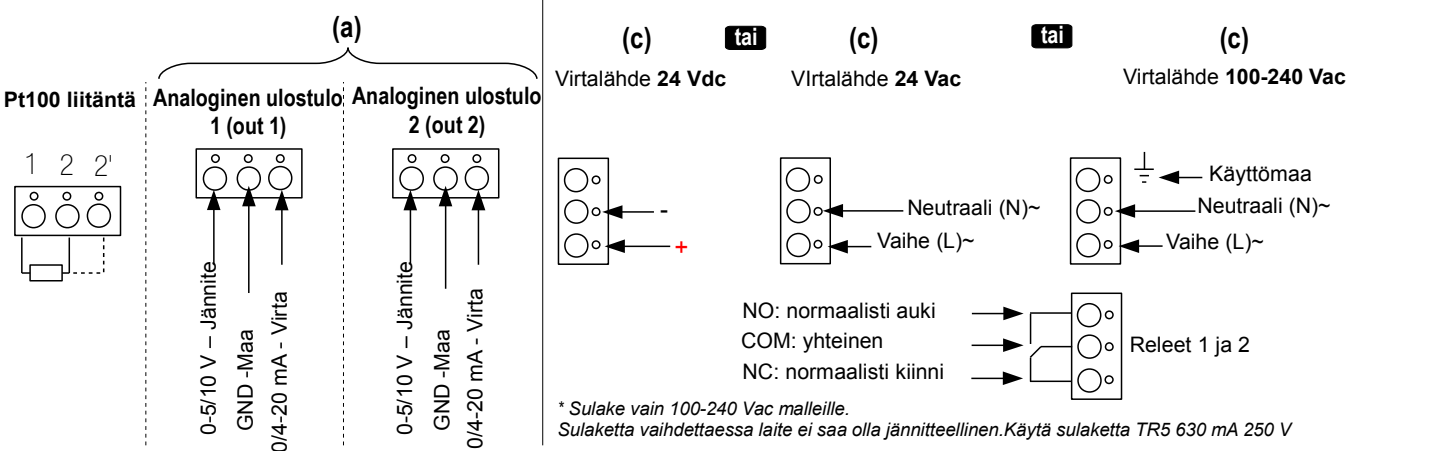 Pt100 liitäntä
1 2 2'
(a)
Analoginen ulostulo
1 (out 1)
0-5/10 V – Jännite
GND -Maa
0/4-20 mA - Virta
Analoginen ulostulo
2 (out 2)
0-5/10 V – Jännite
GND -Maa
0/4-20 mA - Virta
(c)
Virtalähde 24 Vdc
-
+
tai
(c)
VIrtalähde 24 Vac
Neutraali (N)~
Vaihe (L)~
tai
(c)
Virtalähde 100-240 Vac
Käyttömaa
Neutraali (N)~
Vaihe (L)~
NO: normaalisti auki
COM: yhteinen
NC: normaalisti kiinni
Releet 1 ja 2
* Sulake vain 100-240 Vac malleille.
Sulaketta vaihdettaessa laite ei saa olla jännitteellinen.Käytä sulaketta TR5 630 mA 250 V